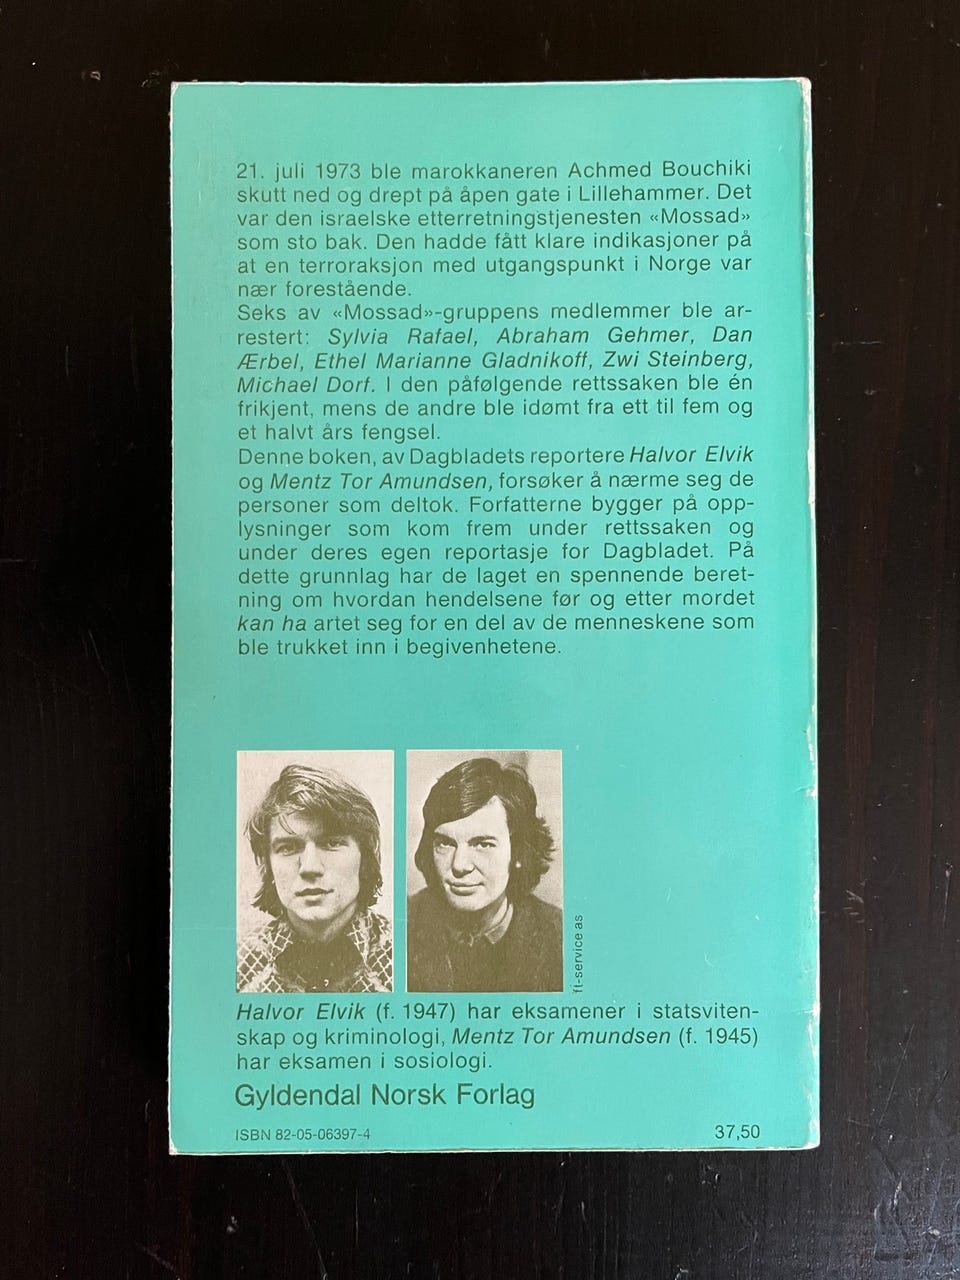 21. juli 1973 ble marokkaneren Achmed Bouchiki
skutt ned og drept på åpen gate i Lillehammer. Det
var den israelske etterretningstjenesten «Mossad»
som sto bak. Den hadde fått klare indikasjoner på
at en terroraksjon med utgangspunkt i Norge var
nær forestående.
Seks av «Mossad»-gruppens medlemmer ble ar-
restert: Sylvia Rafael, Abraham Gehmer, Dan
Ærbel, Ethel Marianne Gladnikoff, Zwi Steinberg,
Michael Dorf. I den påfølgende rettssaken ble én
frikjent, mens de andre ble idømt fra ett til fem og
et halvt års fengsel.
Denne boken, av Dagbladets reportere Halvor Elvik
og Mentz Tor Amundsen, forsøker å nærme seg de
personer som deltok. Forfatterne bygger på opp-
lysninger som kom frem under rettssaken og
under deres egen reportasje for Dagbladet. På
dette grunnlag har de laget en spennende beret-
ning om hvordan hendelsene før og etter mordet
kan ha artet seg for en del av de menneskene som
ble trukket inn i begivenhetene.
ft-service as
Halvor Elvik (f. 1947) har eksamener i statsviten-
skap og kriminologi, Mentz Tor Amundsen (f. 1945)
har eksamen i sosiologi.
Gyldendal Norsk Forlag
ISBN 82-05-06397-4
37,50